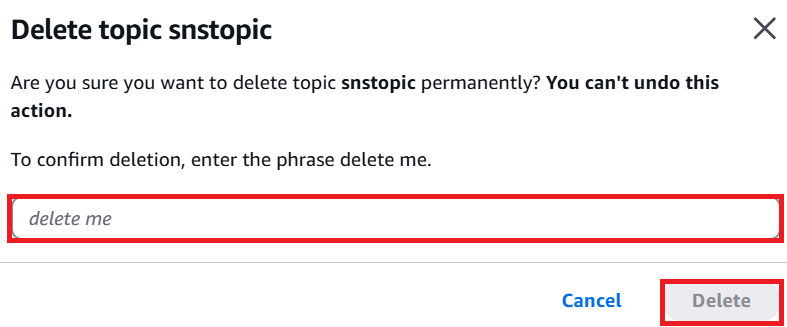 Delete topic snstopic
Are you sure you want to delete topic snstopic permanently? You can't undo this
action.
To confirm deletion, enter the phrase delete me.
delete me
Cancel Delete